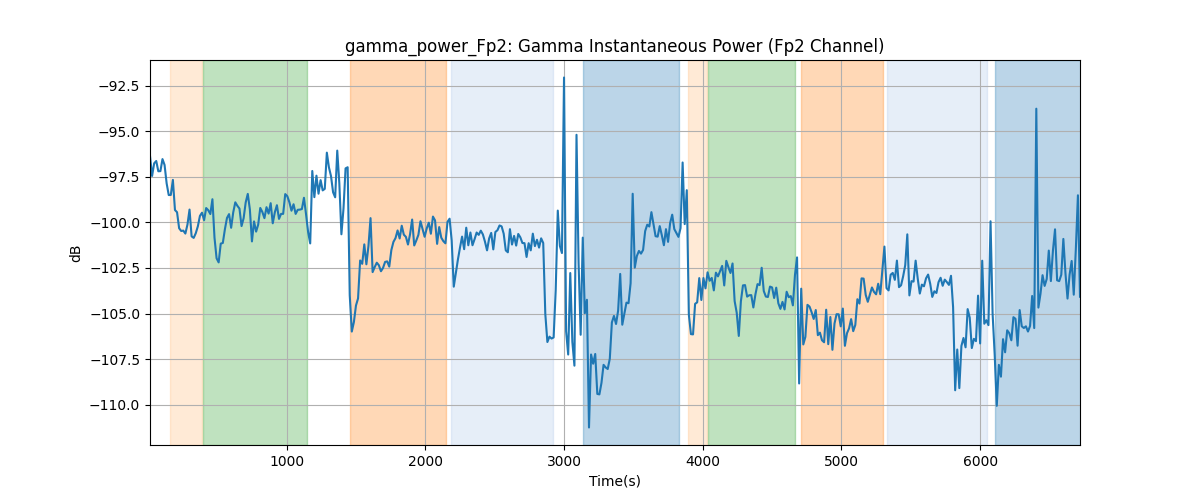 gamma_power_Fp2: Gamma Instantaneous Power (Fp2 Channel)
dB
−92.5
−95.0
−97.5
−100.0
−102.5
−105.0
−107.5
−110.0
1000 2000 3000 4000 5000 6000
Time(s)